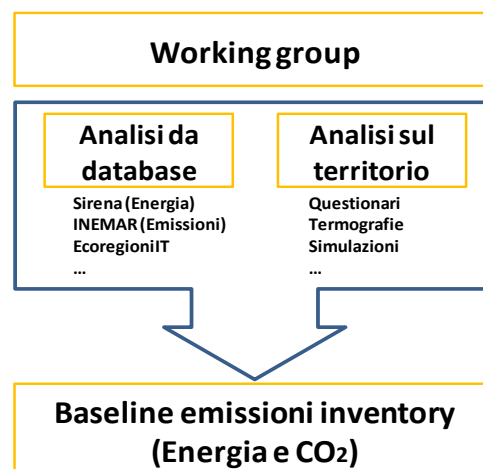 Working group
Analisi da
database
Sirena (Energia)
INEMAR (Emissioni)
EcoregioniIT
…
Analisi sul
territorio
Questionari
Termografie
Simulazioni
…
Baseline emissioni inventory
(Energia e CO2)